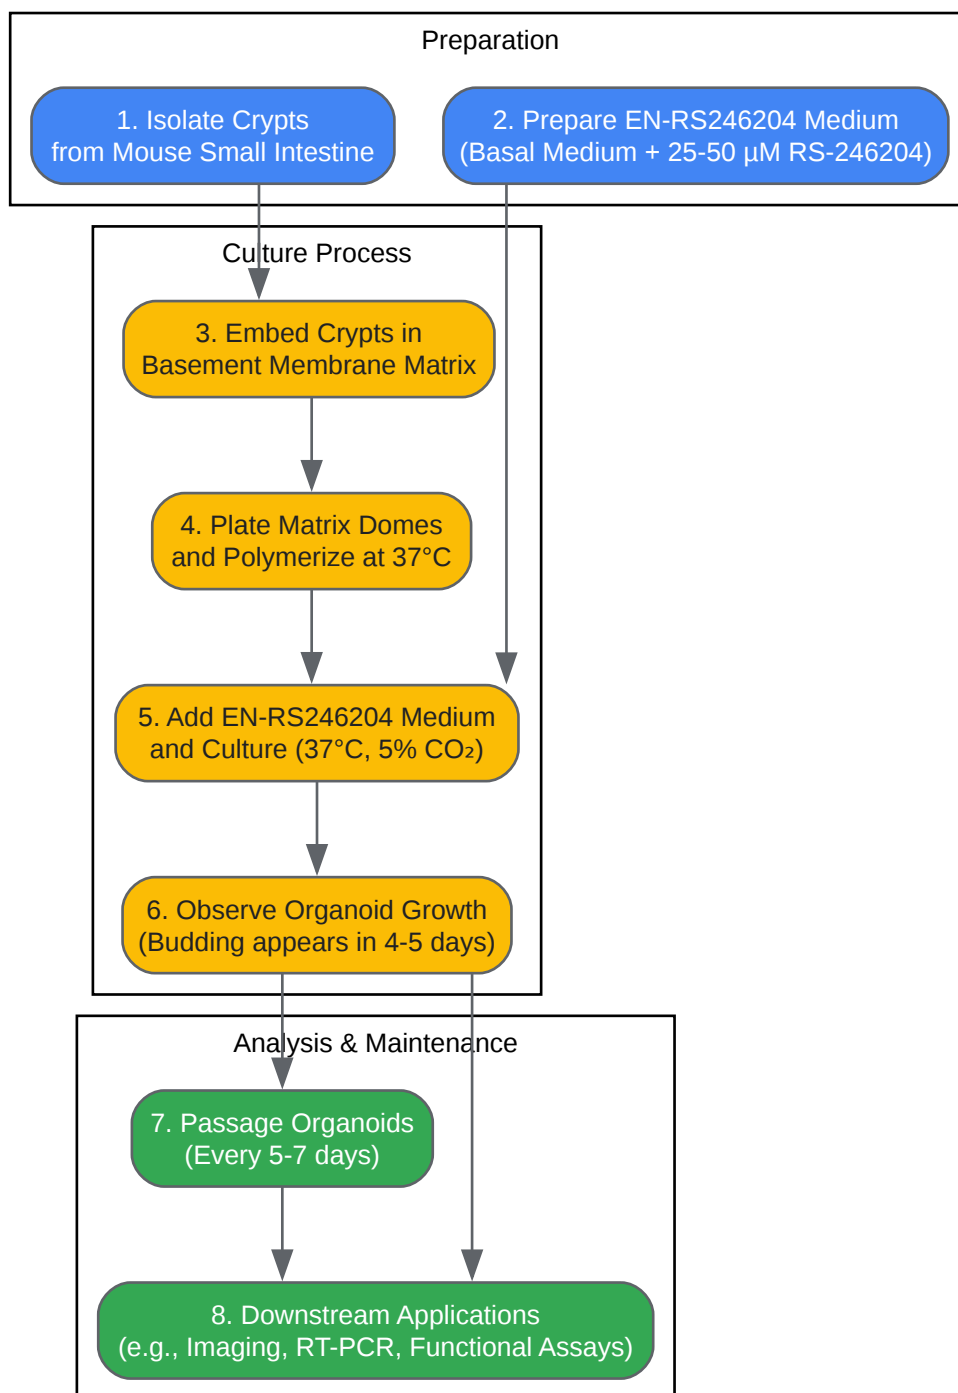 Preparation
1. Isolate Crypts
from Mouse Small Intestine
2. Prepare EN-RS246204 Medium
(Basal Medium + 25-50 µM RS-246204)
Culture Process
3. Embed Crypts in
Basement Membrane Matrix
4. Plate Matrix Domes
and Polymerize at 37°C
5. Add EN-RS246204 Medium
and Culture (37°C, 5% CO₂)
6. Observe Organoid Growth
(Budding appears in 4-5 days)
Analysis & Maintenance
7. Passage Organoids
(Every 5-7 days)
8. Downstream Applications
(e.g., Imaging, RT-PCR, Functional Assays)